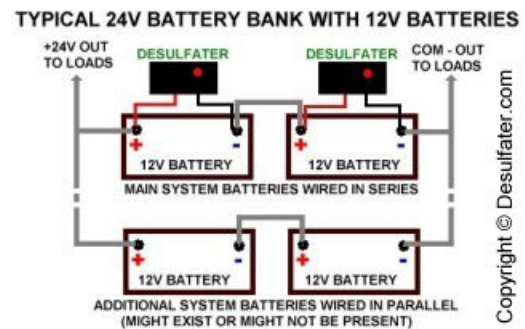 TYPICAL 24V BATTERY BANK WITH 12V BATTERIES
+24V OUT
TO LOADS
DESULFATER
DESULFATER
COM - OUT
TO LOADS
+
-
+
-
12V BATTERY
12V BATTERY
MAIN SYSTEM BATTERIES WIRED IN SERIES
+
-
+
-
12V BATTERY
12V BATTERY
ADDITIONAL SYSTEM BATTERIES WIRED IN PARALLEL
(MIGHT EXIST OR MIGHT NOT BE PRESENT)
Copyright © Desulfater.com